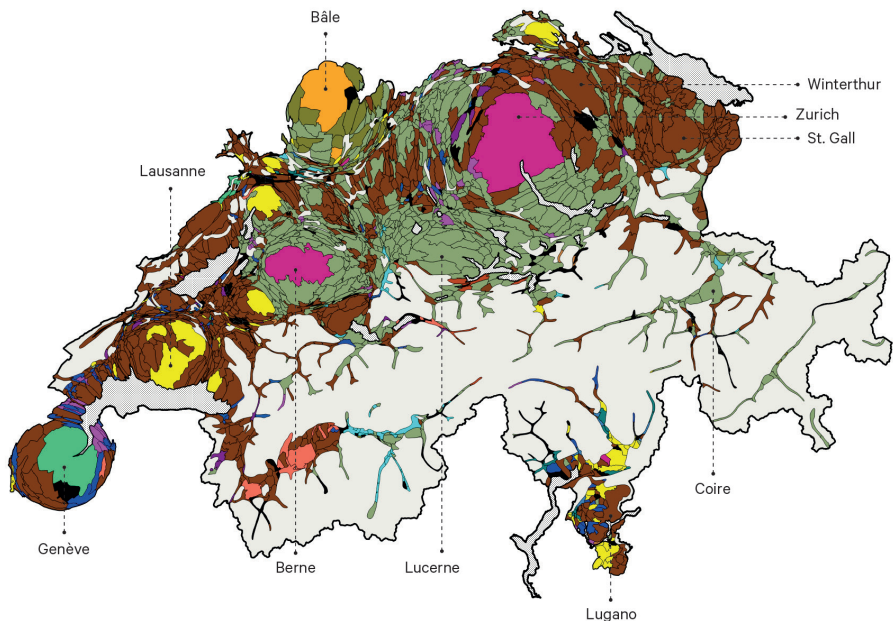 Bâle
Winterthur
Zurich
St. Gall
Lausanne
Coire
Genève
Berne
Lucerne
Lugano